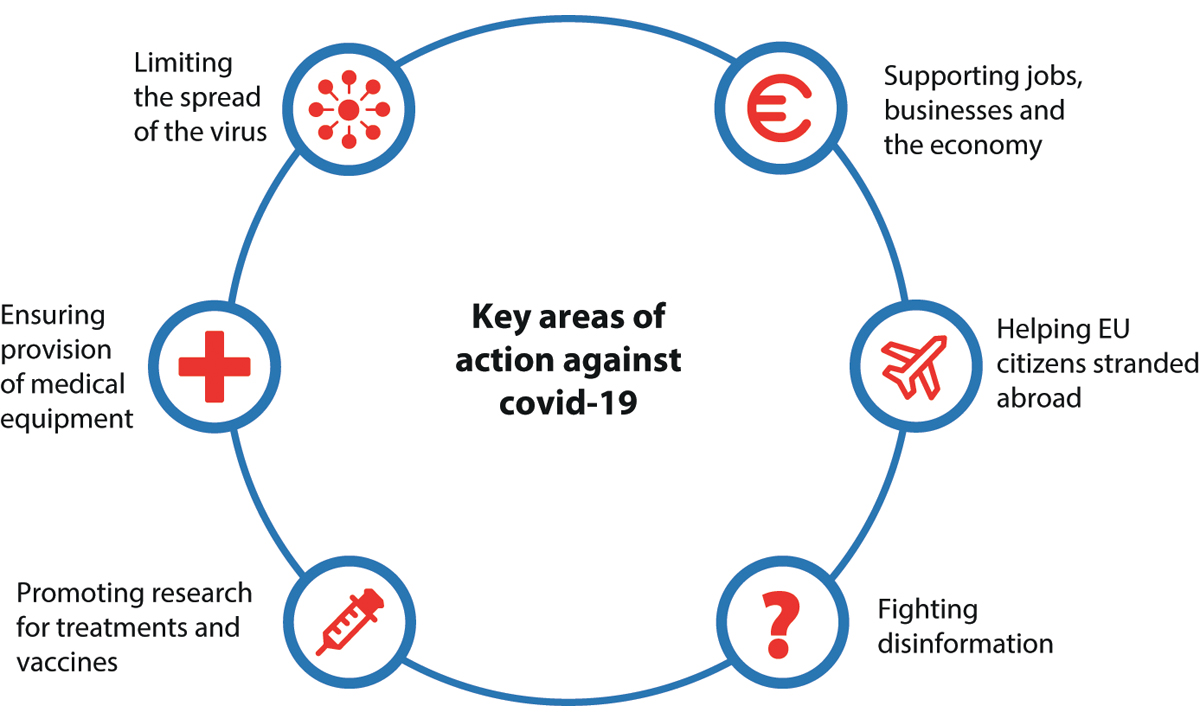 Limiting
the spread
of the virus
Supporting jobs,
businesses and
the economy
Ensuring
provision
of medical
equipment
Key areas of
action against
covid-19
Helping EU
citizens stranded
abroad
Promoting research
for treatments and
vaccines
Fighting
disinformation